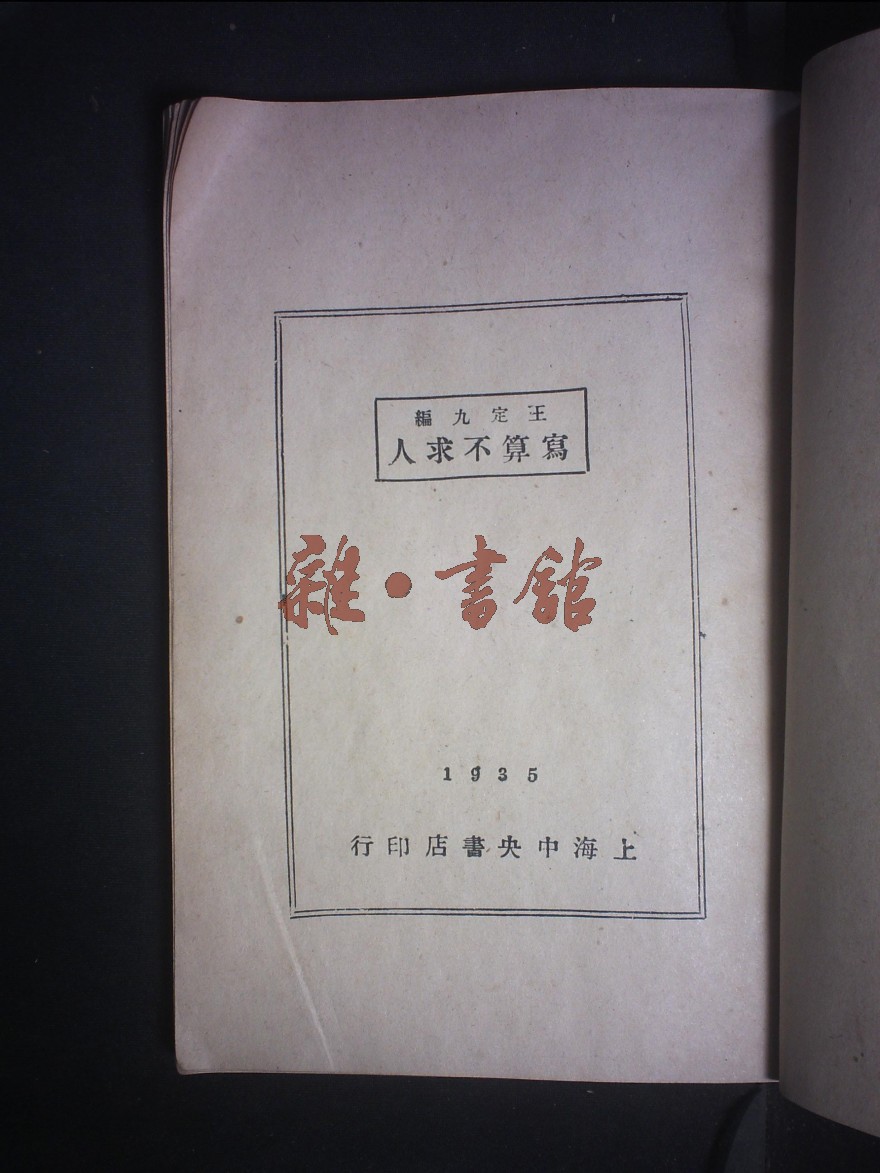 王定九編
寫算不求人
雜·書館
1935
上海中央書店印行